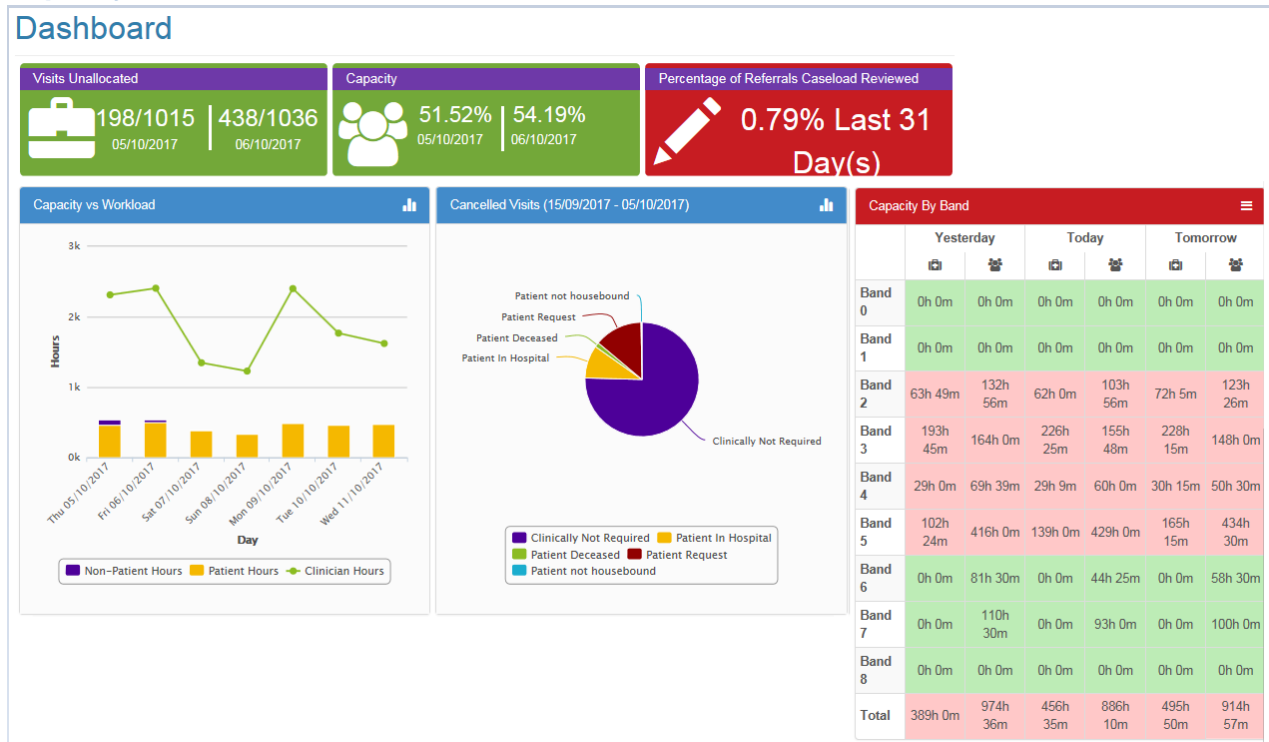 Dashboard
Visits Unallocated
198/1015
438/1036
05/10/2017
06/10/2017
Capacity
51.52%
54.19%
05/10/2017
06/10/2017
Percentage of Referrals Caseload Reviewed
0.79% Last 31
Day(s)
Capacity vs Workload
3k
2k
1k
0k
Hours
Thu 05/10/2017
Fri 06/10/2017
Sat 07/10/2017
Sun 08/10/2017
Mon 09/10/2017
Tue 10/10/2017
Wed 11/10/2017
Day
Non-Patient Hours Patient Hours Clinician Hours
Cancelled Visits (15/09/2017 - 05/10/2017)
Patient not housebound
Patient Request
Patient Deceased
Patient In Hospital
Clinically Not Required
Clinically Not Required Patient In Hospital
Patient Deceased Patient Request
Patient not housebound
Capacity By Band
Yesterday Today Tomorrow
Band 0 0h 0m 0h 0m 0h 0m 0h 0m 0h 0m 0h 0m
Band 1 0h 0m 0h 0m 0h 0m 0h 0m 0h 0m 0h 0m
Band 2 63h 49m 132h 56m 62h 0m 103h 56m 72h 5m 123h 26m
Band 3 193h 45m 164h 0m 226h 25m 155h 48m 228h 15m 148h 0m
Band 4 29h 0m 69h 39m 29h 9m 60h 0m 30h 15m 50h 30m
Band 5 102h 24m 416h 0m 139h 0m 429h 0m 165h 15m 434h 30m
Band 6 0h 0m 81h 30m 0h 0m 44h 25m 0h 0m 58h 30m
Band 7 0h 0m 110h 30m 0h 0m 93h 0m 0h 0m 100h 0m
Band 8 0h 0m 0h 0m 0h 0m 0h 0m 0h 0m 0h 0m
Total 389h 0m 974h 36m 456h 35m 886h 10m 495h 50m 914h 57m